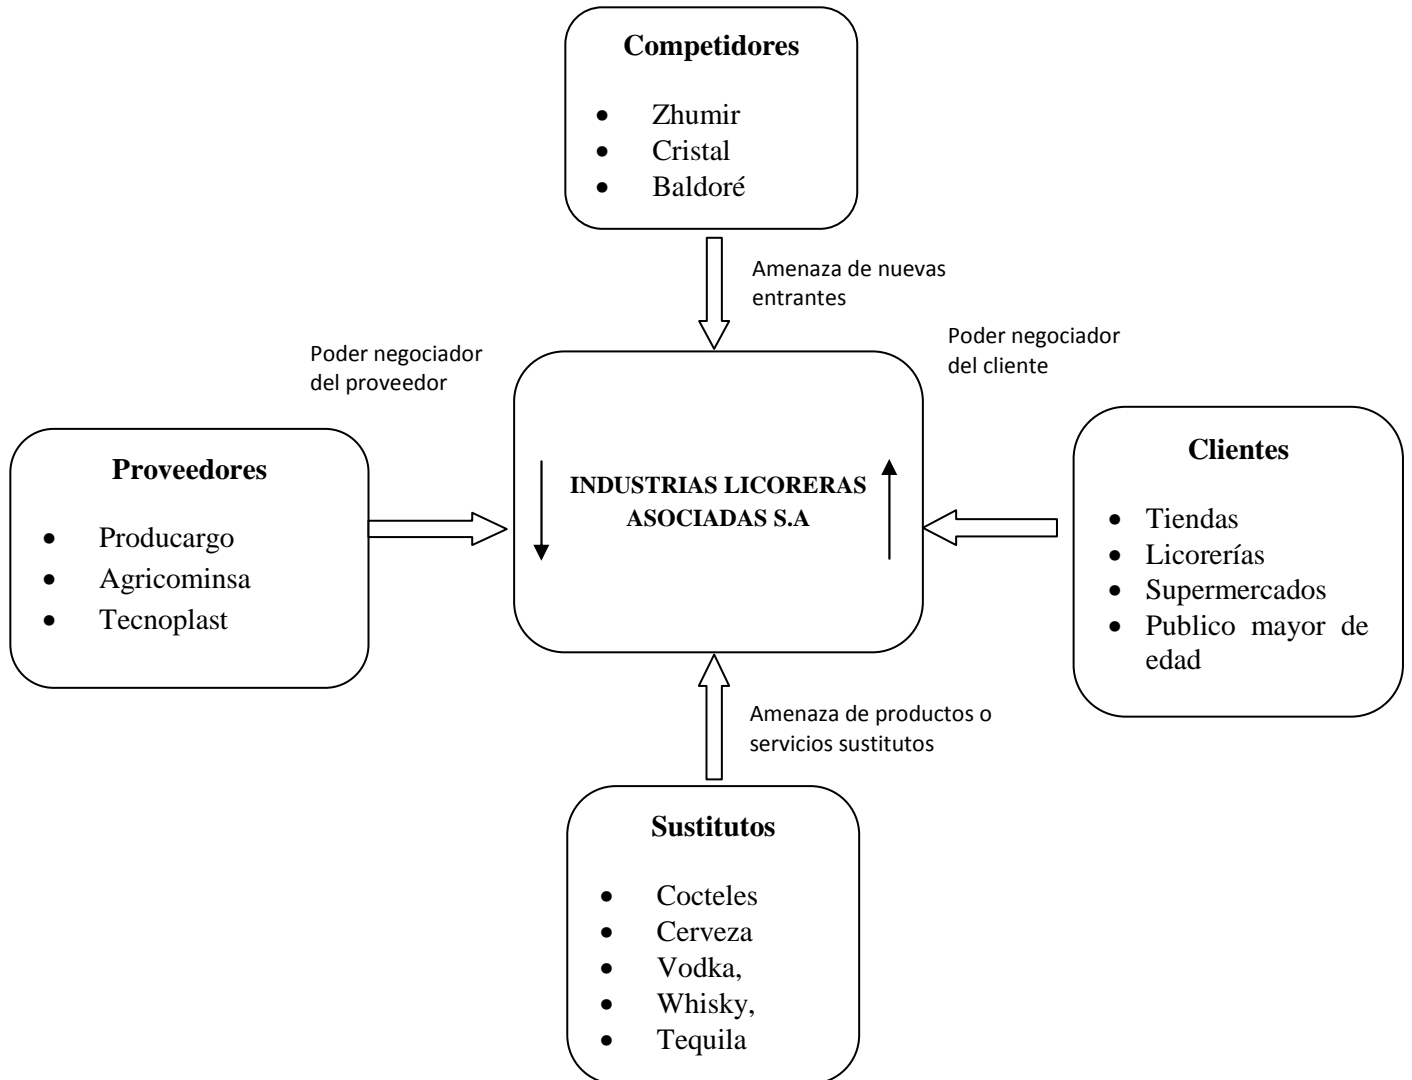 Competidores
• Zhumir
• Cristal
• Baldoré
Amenaza de nuevas
entrantes
Poder negociador
del proveedor
Poder negociador
del cliente
Proveedores
• Producargo
• Agricominsa
• Tecnoplast
INDUSTRIAS LICORERAS
ASOCIADAS S.A
Clientes
• Tiendas
• Licorerías
• Supermercados
• Publico mayor de
edad
Amenaza de productos o
servicios sustitutos
Sustitutos
• Cocteles
• Cerveza
• Vodka,
• Whisky,
• Tequila